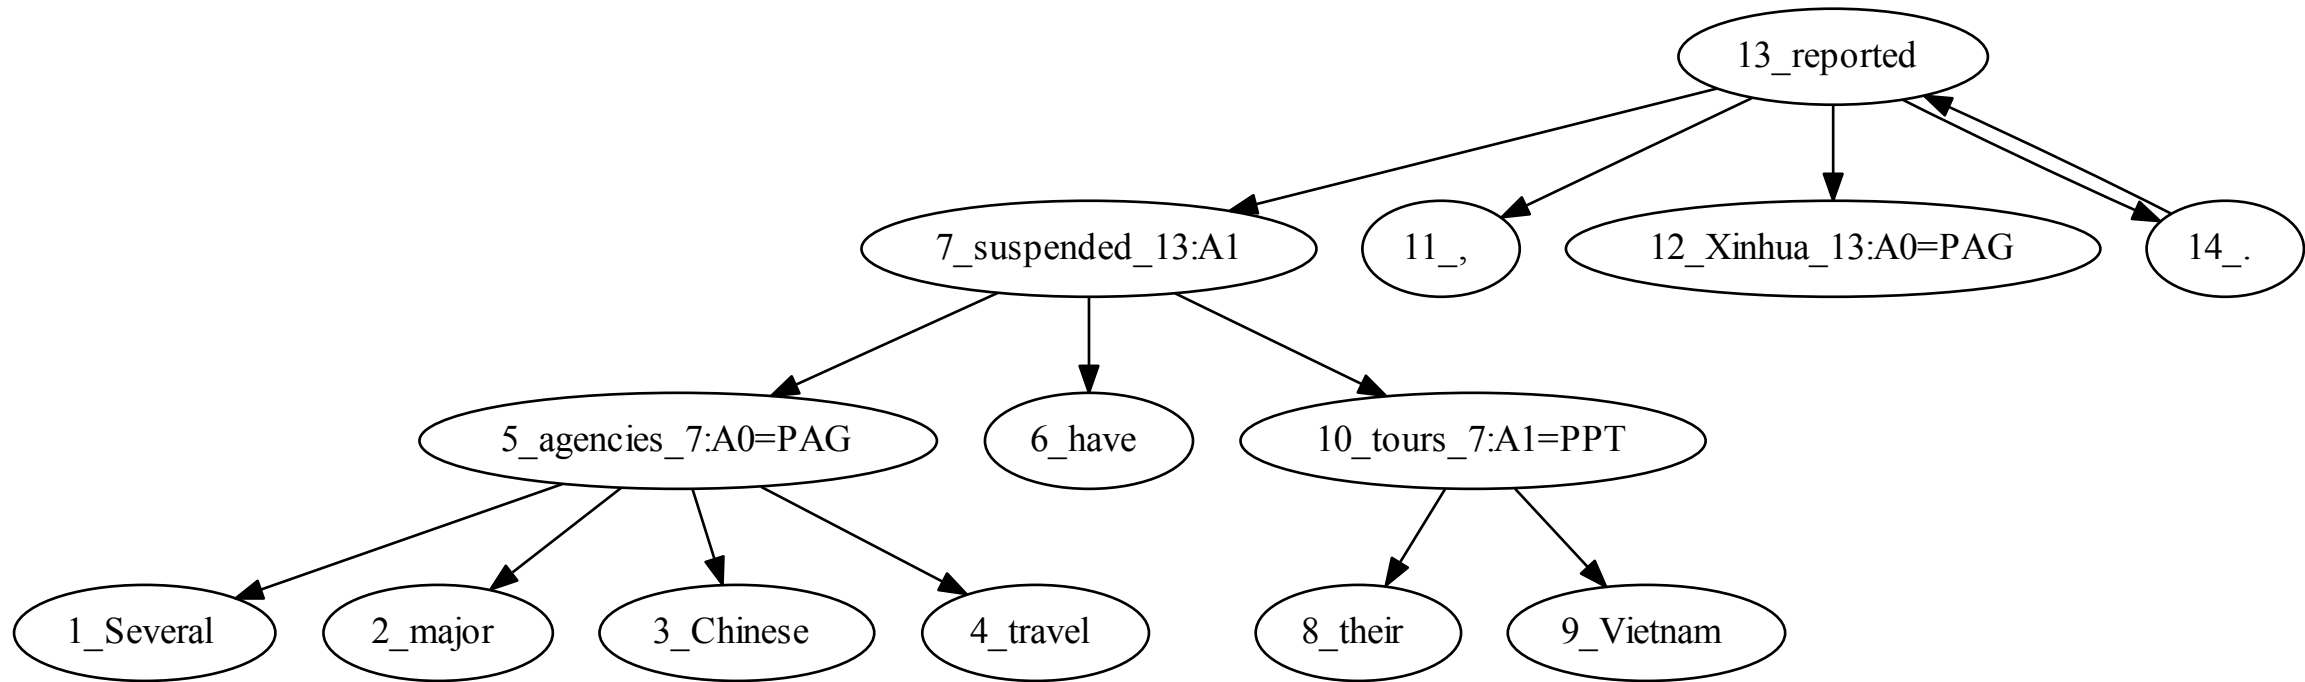 13_reported
7_suspended_13:A1
11_,
12_Xinhua_13:A0=PAG
14_.
5_agencies_7:A0=PAG
6_have
10_tours_7:A1=PPT
1_Several
2_major
3_Chinese
4_travel
8_their
9_Vietnam